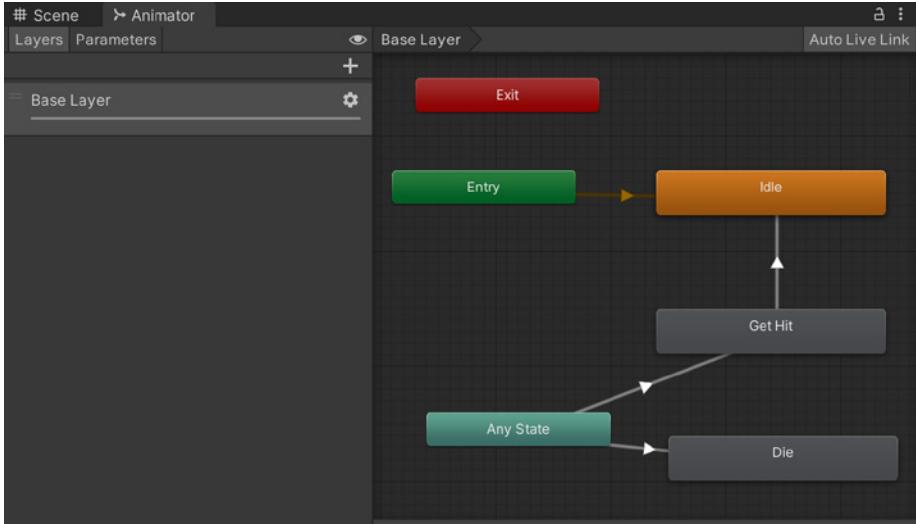 Scene
Animator
Layers Parameters
Base Layer
Auto Live Link
Base Layer
Exit
Entry
Idle
Get Hit
Any State
Die